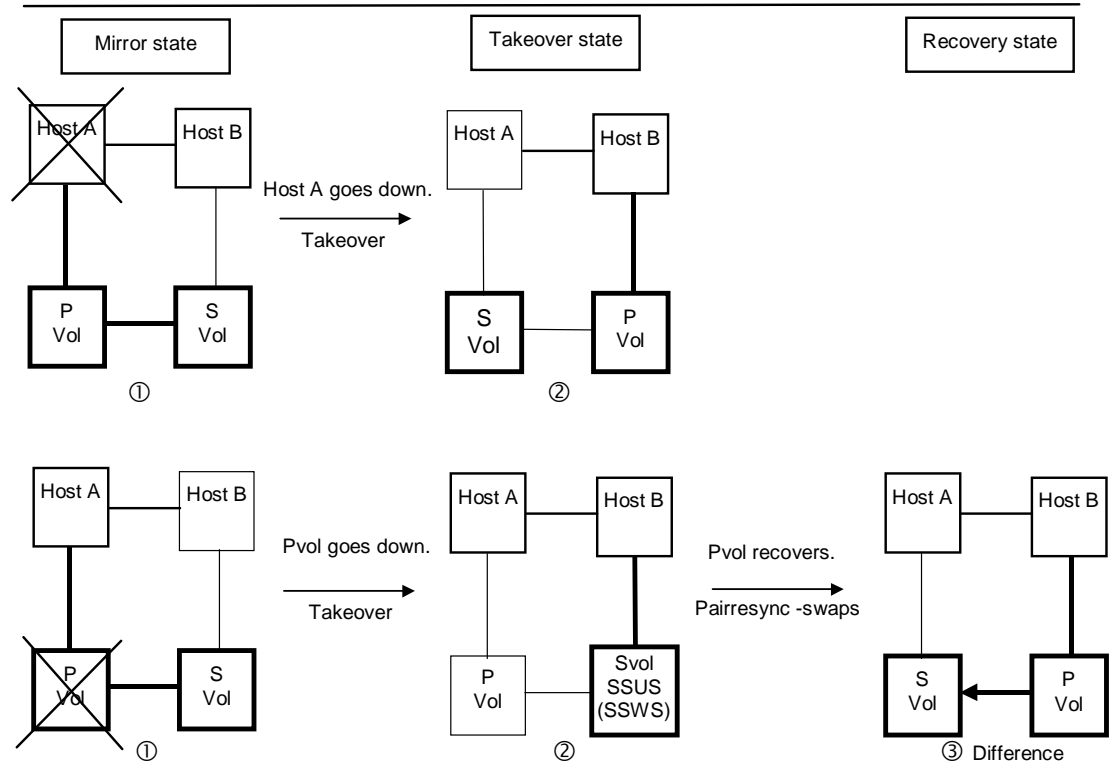 Mirror state
Takeover state
Recovery state
Host A
Host B
Host A goes down.
Takeover
Host A
Host B
P
Vol
S
Vol
S
Vol
P
Vol
①
②
Host A
Host B
Pvol goes down.
Takeover
Host A
Host B
Pvol recovers.
Pairresync -swaps
Host A
Host B
P
Vol
S
Vol
P
Vol
Svol
SSUS
(SSWS)
S
Vol
P
Vol
①
②
③ Difference